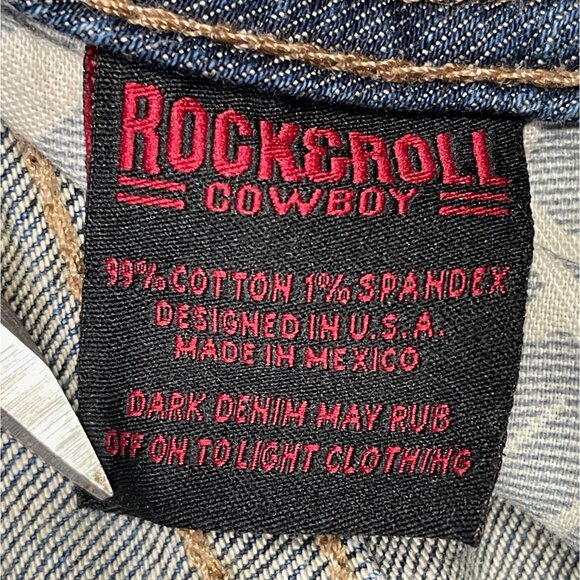 ROCK&ROLL
COWBOY
99% COTTON 1% SPANDEX
DESIGNED IN U.S.A.
MADE IN MEXICO
DARK DENIM MAY RUB
OFF ON TO LIGHT CLOTHING